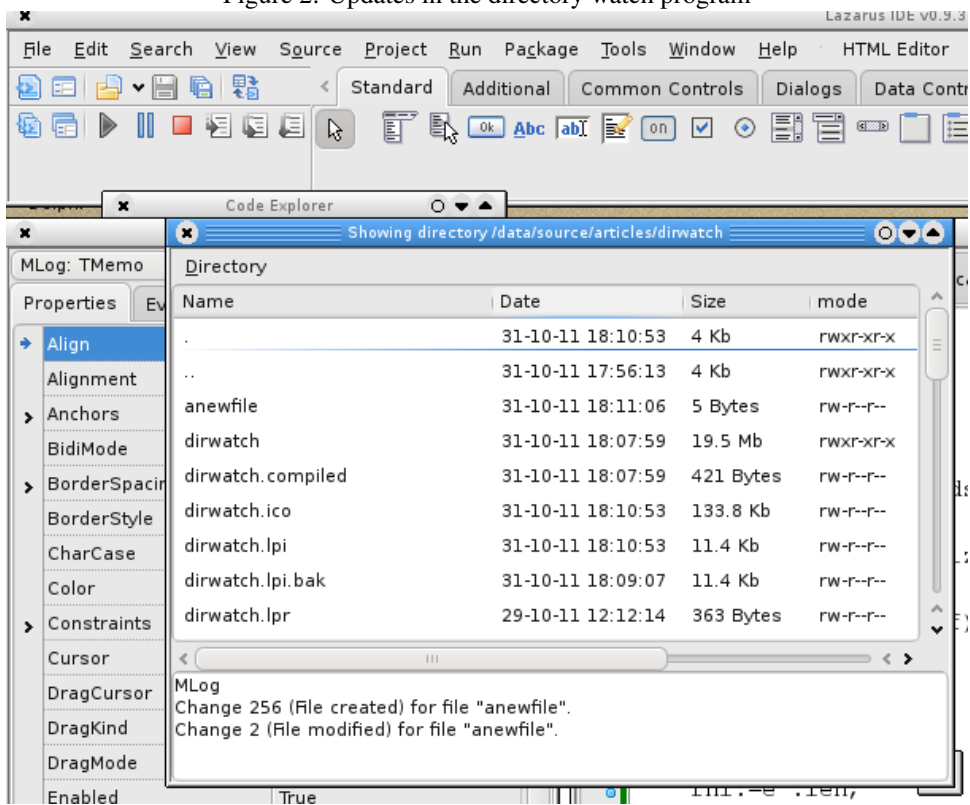 Figure 2: Updates in the directory watch program
Lazarus IDE v0.9.3
File Edit Search View Source Project Run Package Tools Window Help HTML Editor
Standard Additional Common Controls Dialogs Data Contr
Ok Abc abI on
Code Explorer
Showing directory /data/source/articles/dirwatch
MLog: TMemo
Directory
Properties Ev
Name Date Size mode
Align
. 31-10-11 18:10:53 4 Kb rwxr-xr-x
Alignment
.. 31-10-11 17:56:13 4 Kb rwxr-xr-x
Anchors
anewfile 31-10-11 18:11:06 5 Bytes rw-r--r--
BidiMode
dirwatch 31-10-11 18:07:59 19.5 Mb rwxr-xr-x
BorderSpacin
dirwatch.compiled 31-10-11 18:07:59 421 Bytes rw-r--r--
BorderStyle
dirwatch.ico 31-10-11 18:10:53 133.8 Kb rw-r--r--
CharCase
dirwatch.lpi 31-10-11 18:10:53 11.4 Kb rw-r--r--
Color
dirwatch.lpi.bak 31-10-11 18:09:07 11.4 Kb rw-r--r--
Constraints
dirwatch.lpr 29-10-11 12:12:14 363 Bytes rw-r--r--
Cursor
DragCursor
MLog
Change 256 (File created) for file "anewfile".
DragKind
Change 2 (File modified) for file "anewfile".
DragMode
Enabled True